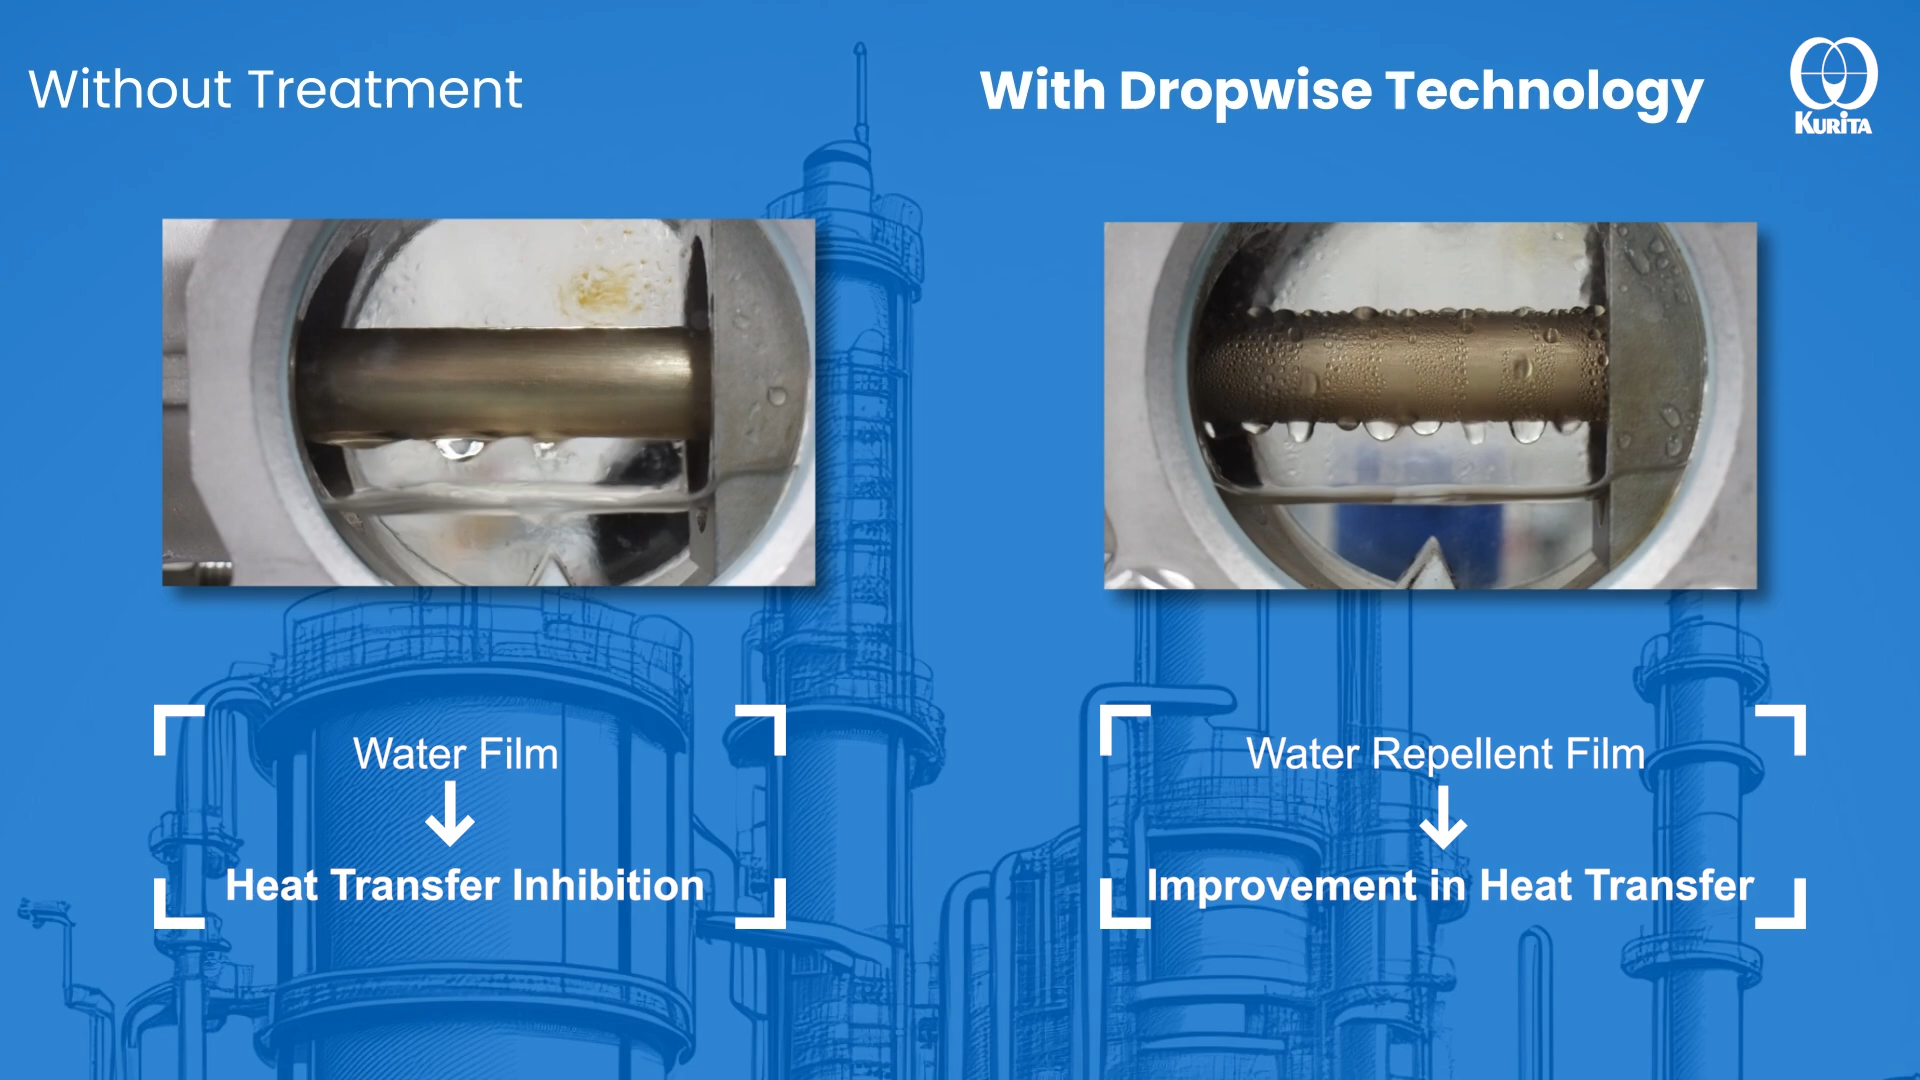 Without Treatment
With Dropwise Technology
KURITA
Water Film
Heat Transfer Inhibition
Water Repellent Film
Improvement in Heat Transfer